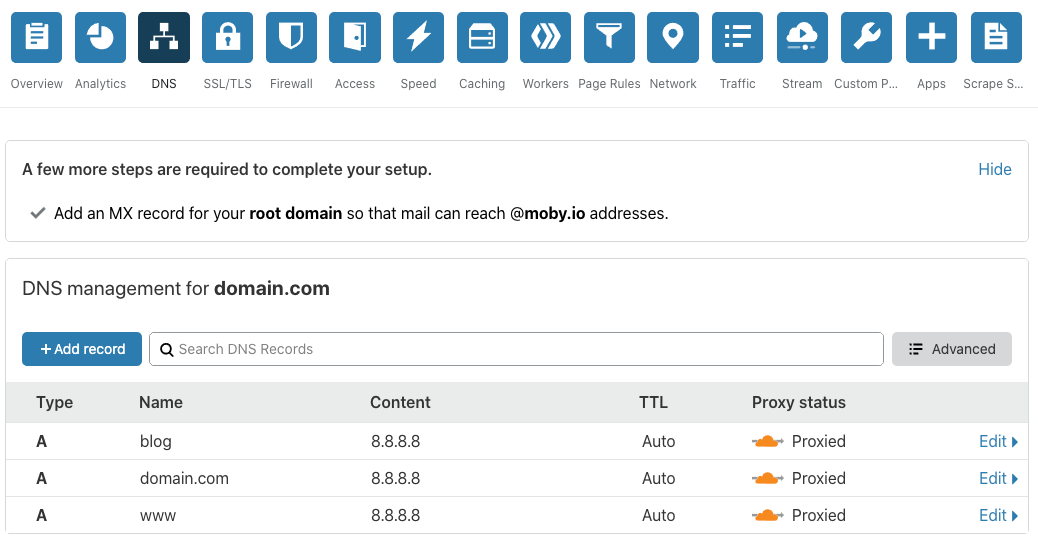 Overview Analytics DNS SSL/TLS Firewall Access Speed Caching Workers Page Rules Network Traffic Stream Custom P... Apps Scrape S...
A few more steps are required to complete your setup. Hide
Add an MX record for your root domain so that mail can reach @moby.io addresses.
DNS management for domain.com
+ Add record Search DNS Records Advanced
Type Name Content TTL Proxy status
A blog 8.8.8.8 Auto Proxied Edit
A domain.com 8.8.8.8 Auto Proxied Edit
A www 8.8.8.8 Auto Proxied Edit